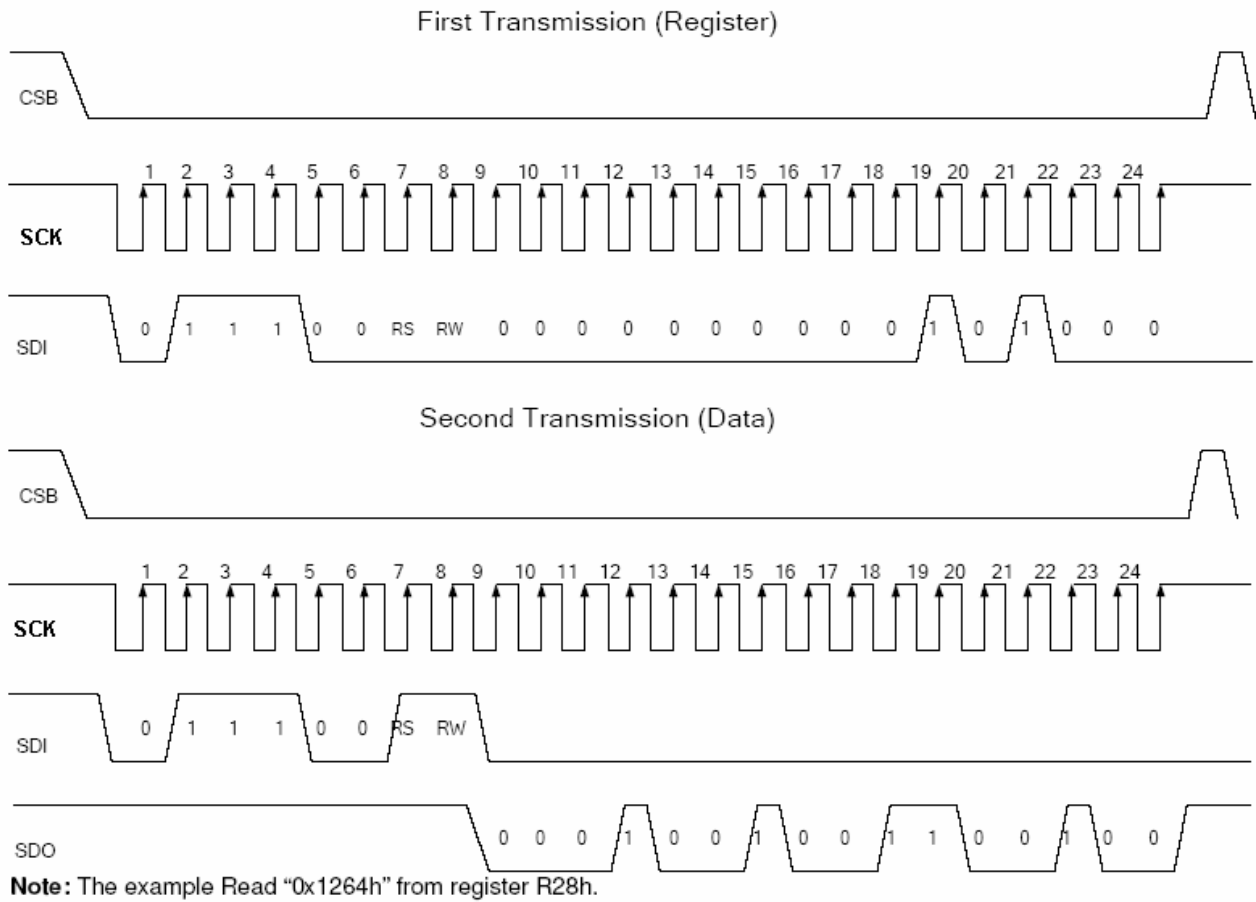 First Transmission (Register)
CSB
1 2 3 4 5 6 7 8 9 10 11 12 13 14 15 16 17 18 19 20 21 22 23 24
SCK
0 1 1 1 0 0 RS RW 0 0 0 0 0 0 0 0 0 0 1 0 1 0 0 0
SDI
Second Transmission (Data)
CSB
1 2 3 4 5 6 7 8 9 10 11 12 13 14 15 16 17 18 19 20 21 22 23 24
SCK
0 1 1 1 0 0 RS RW
SDI
0 0 0 1 0 0 1 0 0 1 1 0 0 1 0 0
SDO
Note: The example Read “0x1264h” from register R28h.